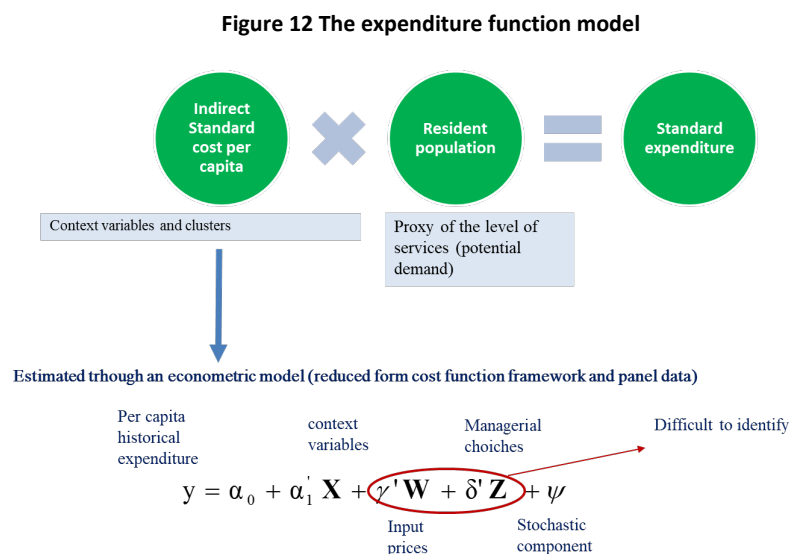 Figure 12 The expenditure function model
Indirect
Standard
cost per
capita
Resident
population
Standard
expenditure
Context variables and clusters
Proxy of the level of
services (potential
demand)
Estimated trhough an econometric model (reduced form cost function framework and panel data)
Per capita
historical
expenditure
context
variables
Managerial
choiches
Difficult to identify
y = α₀ + α₁' X + γ' W + δ' Z + ψ
Input
prices
Stochastic
component